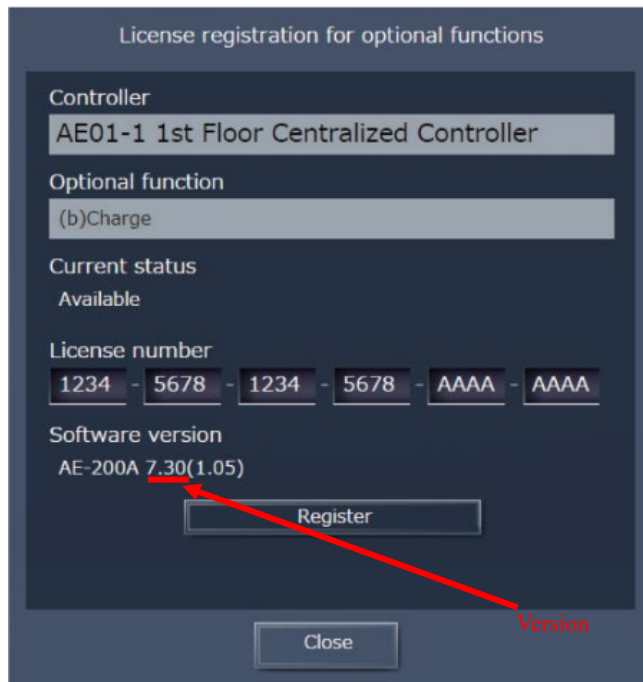 License registration for optional functions
Controller
AE01-1 1st Floor Centralized Controller
Optional function
(b)Charge
Current status
Available
License number
1234 - 5678 - 1234 - 5678 - AAAA - AAAA
Software version
AE-200A 7.30(1.05)
Register
Version
Close